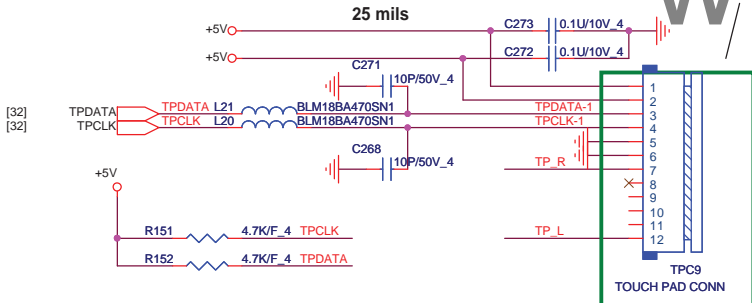 25 mils
W
+5V
C273 0.1U/10V_4
+5V
C272 0.1U/10V_4
C271
10P/50V_4
[32] TPDATA TPDATA L21 BLM18BA470SN1 TPDATA-1
[32] TPCLK TPCLK L20 BLM18BA470SN1 TPCLK-1
C268
10P/50V_4
TP_R
+5V
R151 4.7K/F_4 TPCLK
TP_L
R152 4.7K/F_4 TPDATA
1
2
3
4
5
6
7
8
9
10
11
12
TPC9
TOUCH PAD CONN